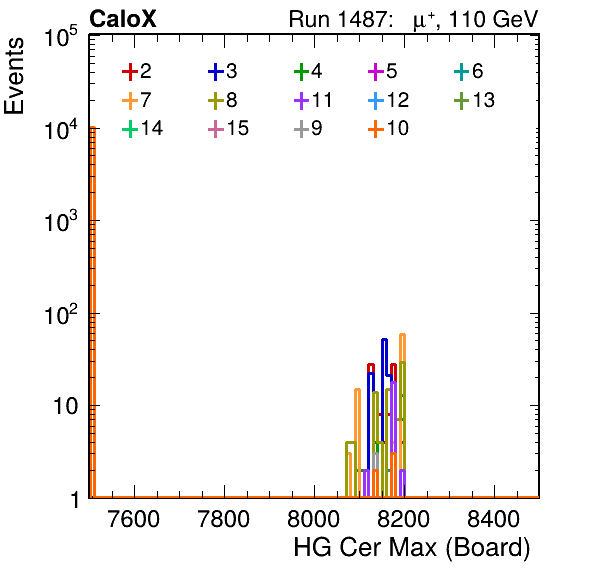 CaloX Run 1487: μ⁺, 110 GeV
Events
10⁵
2 3 4 5 6
7 8 11 12 13
14 15 9 10
10⁴
10³
10²
10
1
7600 7800 8000 8200 8400
HG Cer Max (Board)